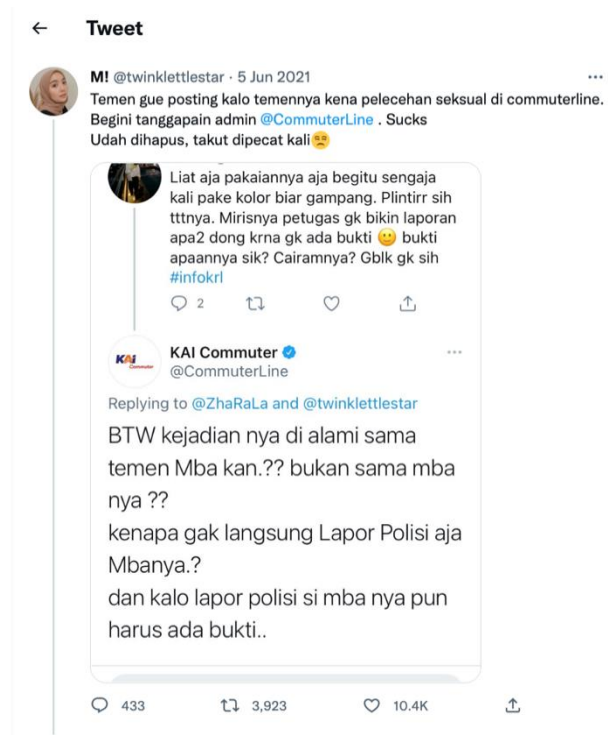 Tweet
M! @twinklettlestar · 5 Jun 2021
Temen gue posting kalo temennya kena pelecehan seksual di commuterline.
Begini tanggapain admin @CommuterLine . Sucks
Udah dihapus, takut dipecat kali😒
Liat aja pakaiannya aja begitu sengaja
kali pake kolor biar gampang. Plintirr sih
tttnya. Mirisnya petugas gk bikin laporan
apa2 dong krna gk ada bukti 🙂 bukti
apaannya sik? Cairamnya? Gblk gk sih
#infokrl
2
KAI Commuter
KAI Commuter
@CommuterLine
Replying to @ZhaRaLa and @twinklettlestar
BTW kejadian nya di alami sama
temen Mba kan.?? bukan sama mba
nya ??
kenapa gak langsung Lapor Polisi aja
Mbanya.?
dan kalo lapor polisi si mba nya pun
harus ada bukti..
433 3,923 10.4K